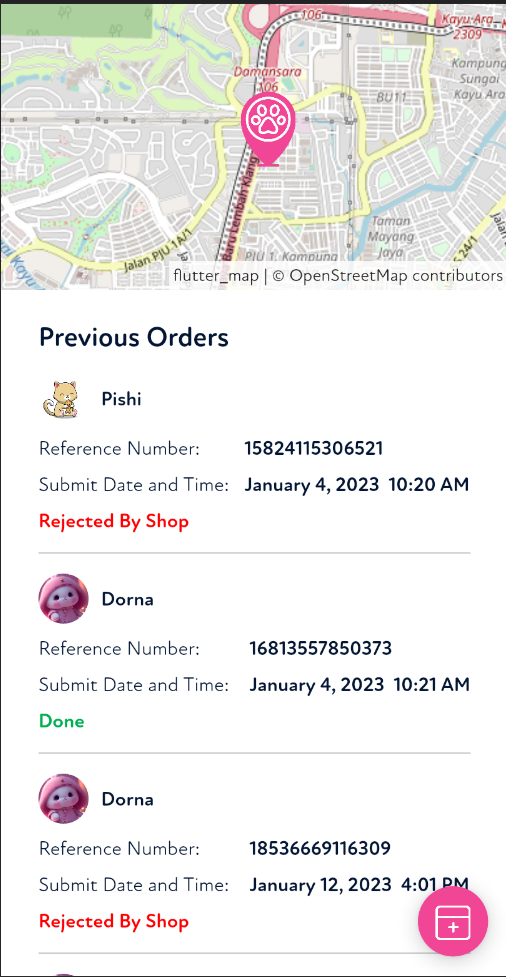 106
Kayu Ara
2309
Kampung
Sungai
Kayu Ara
Damansara
106
BU11
Baru Lembah Klang
Taman
Mayang
Jaya
Jalan PJU 1A/1
PJU 1, Kampung
flutter_map | © OpenStreetMap contributors
Previous Orders
Pishi
Reference Number: 15824115306521
Submit Date and Time: January 4, 2023 10:20 AM
Rejected By Shop
Dorna
Reference Number: 16813557850373
Submit Date and Time: January 4, 2023 10:21 AM
Done
Dorna
Reference Number: 18536669116309
Submit Date and Time: January 12, 2023 4:01 PM
Rejected By Shop